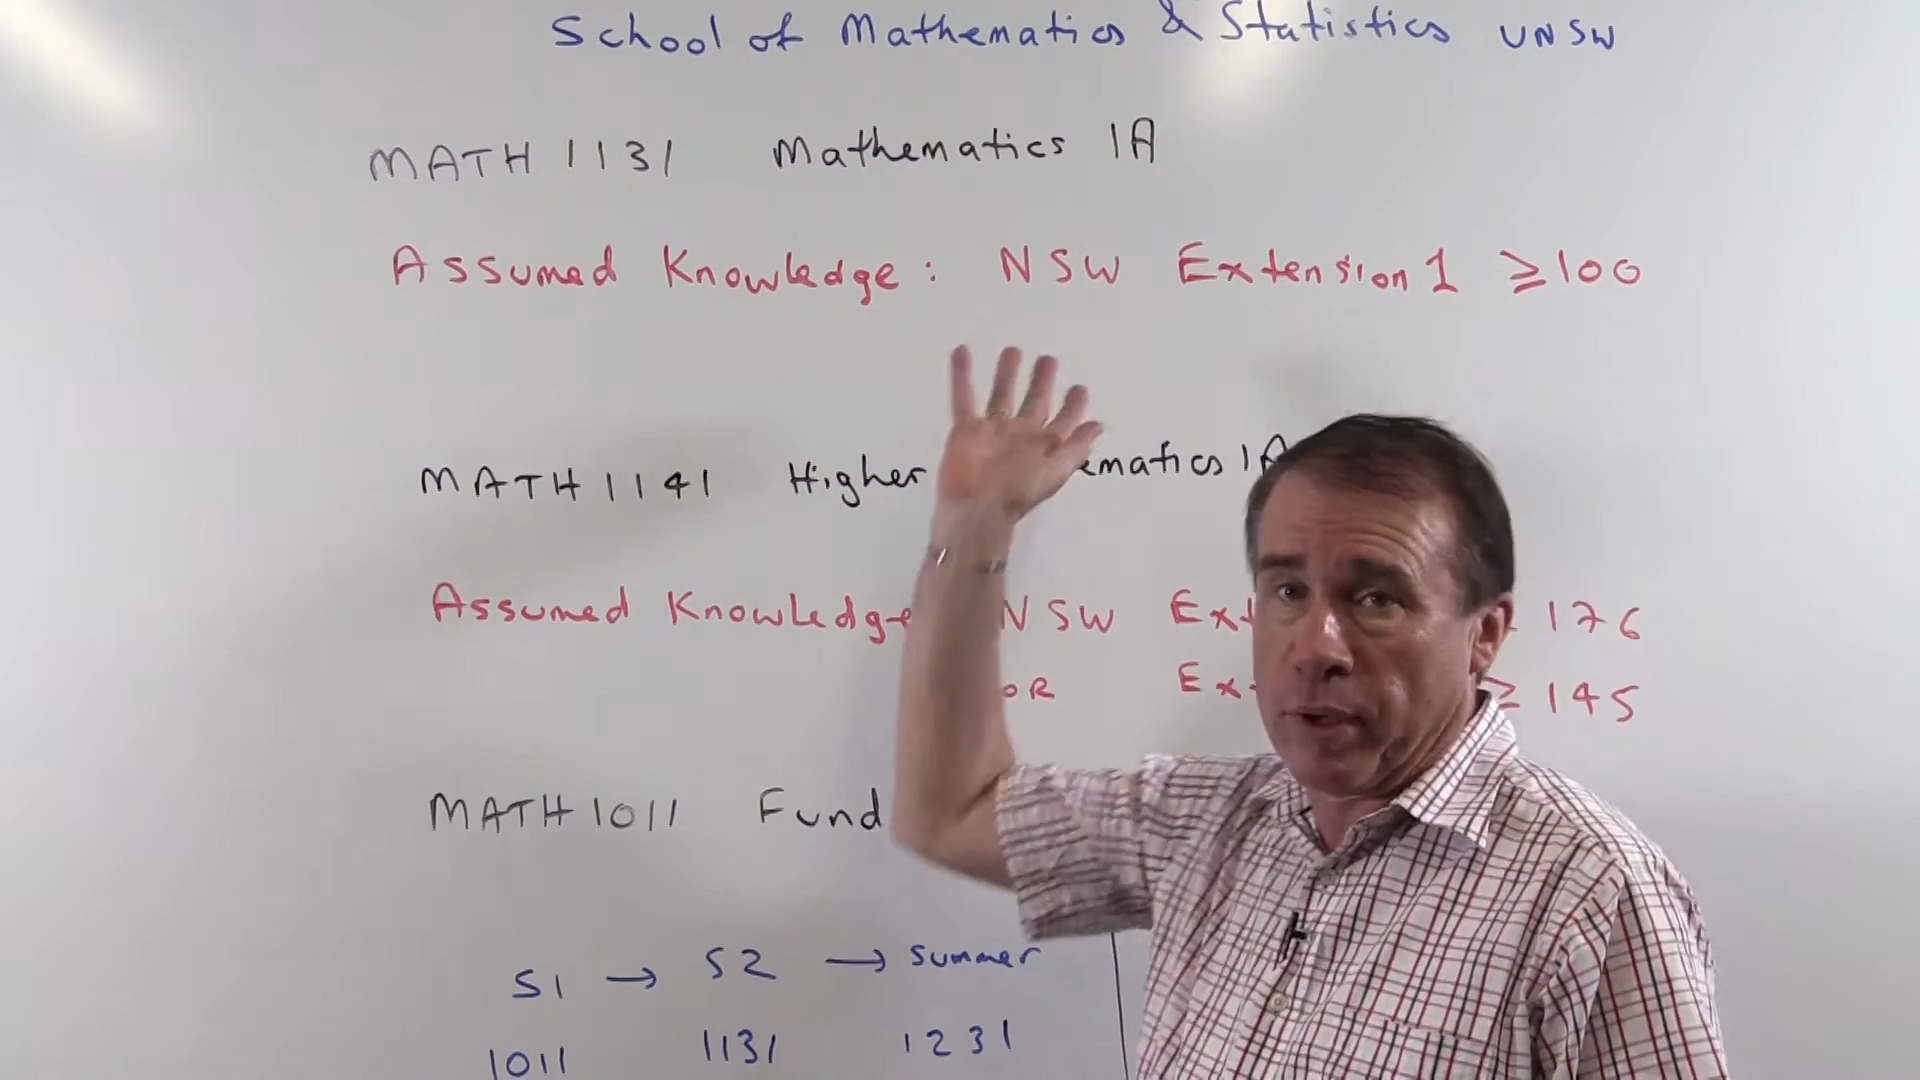 School of Mathematics & Statistics UNSW
MATH 1131 Mathematics 1A
Assumed Knowledge: NSW Extension 1 ≥100
MATH 1141 Higher ematics 1A
Assumed Knowledge NSW Ext 176
OR Ex ≥ 145
MATH 1011 Fund
S1 → S2 → Summer
1011 1131 1231